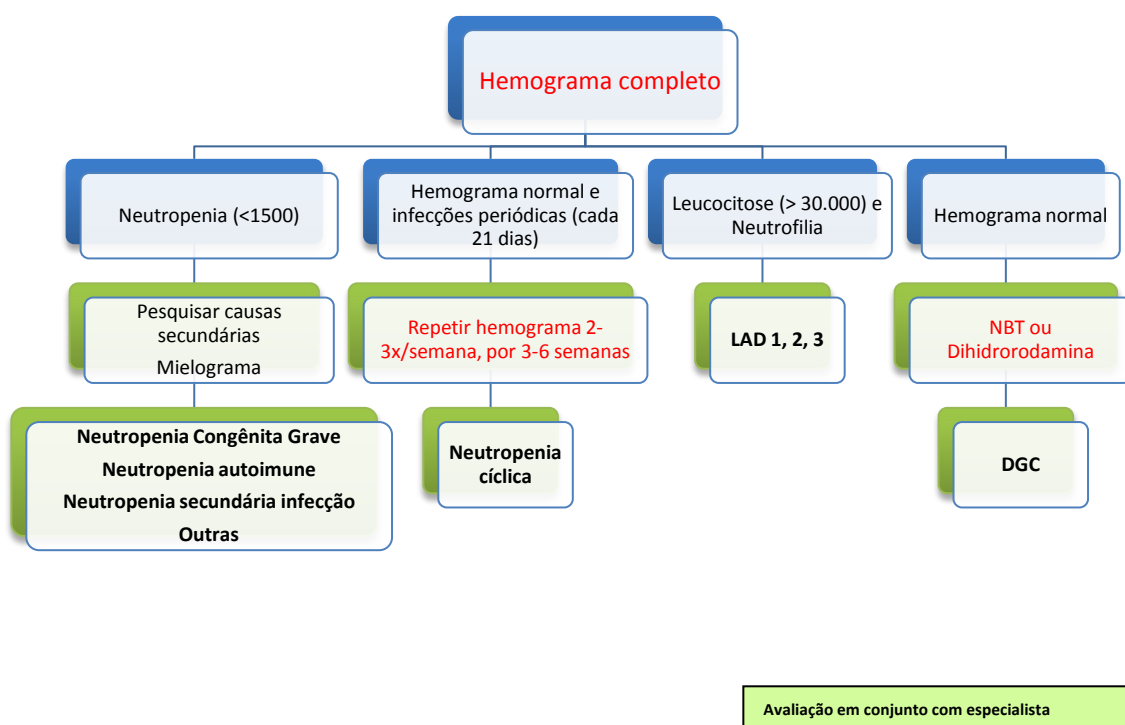 Hemograma completo
Neutropenia (<1500)
Hemograma normal e
infecções periódicas (cada
21 dias)
Leucocitose (> 30.000) e
Neutrofilia
Hemograma normal
Pesquisar causas
secundárias
Mielograma
Repetir hemograma 2-
3x/semana, por 3-6 semanas
LAD 1, 2, 3
NBT ou
Dihidrorodamina
Neutropenia Congênita Grave
Neutropenia autoimune
Neutropenia secundária infecção
Outras
Neutropenia
cíclica
DGC
Avaliação em conjunto com especialista